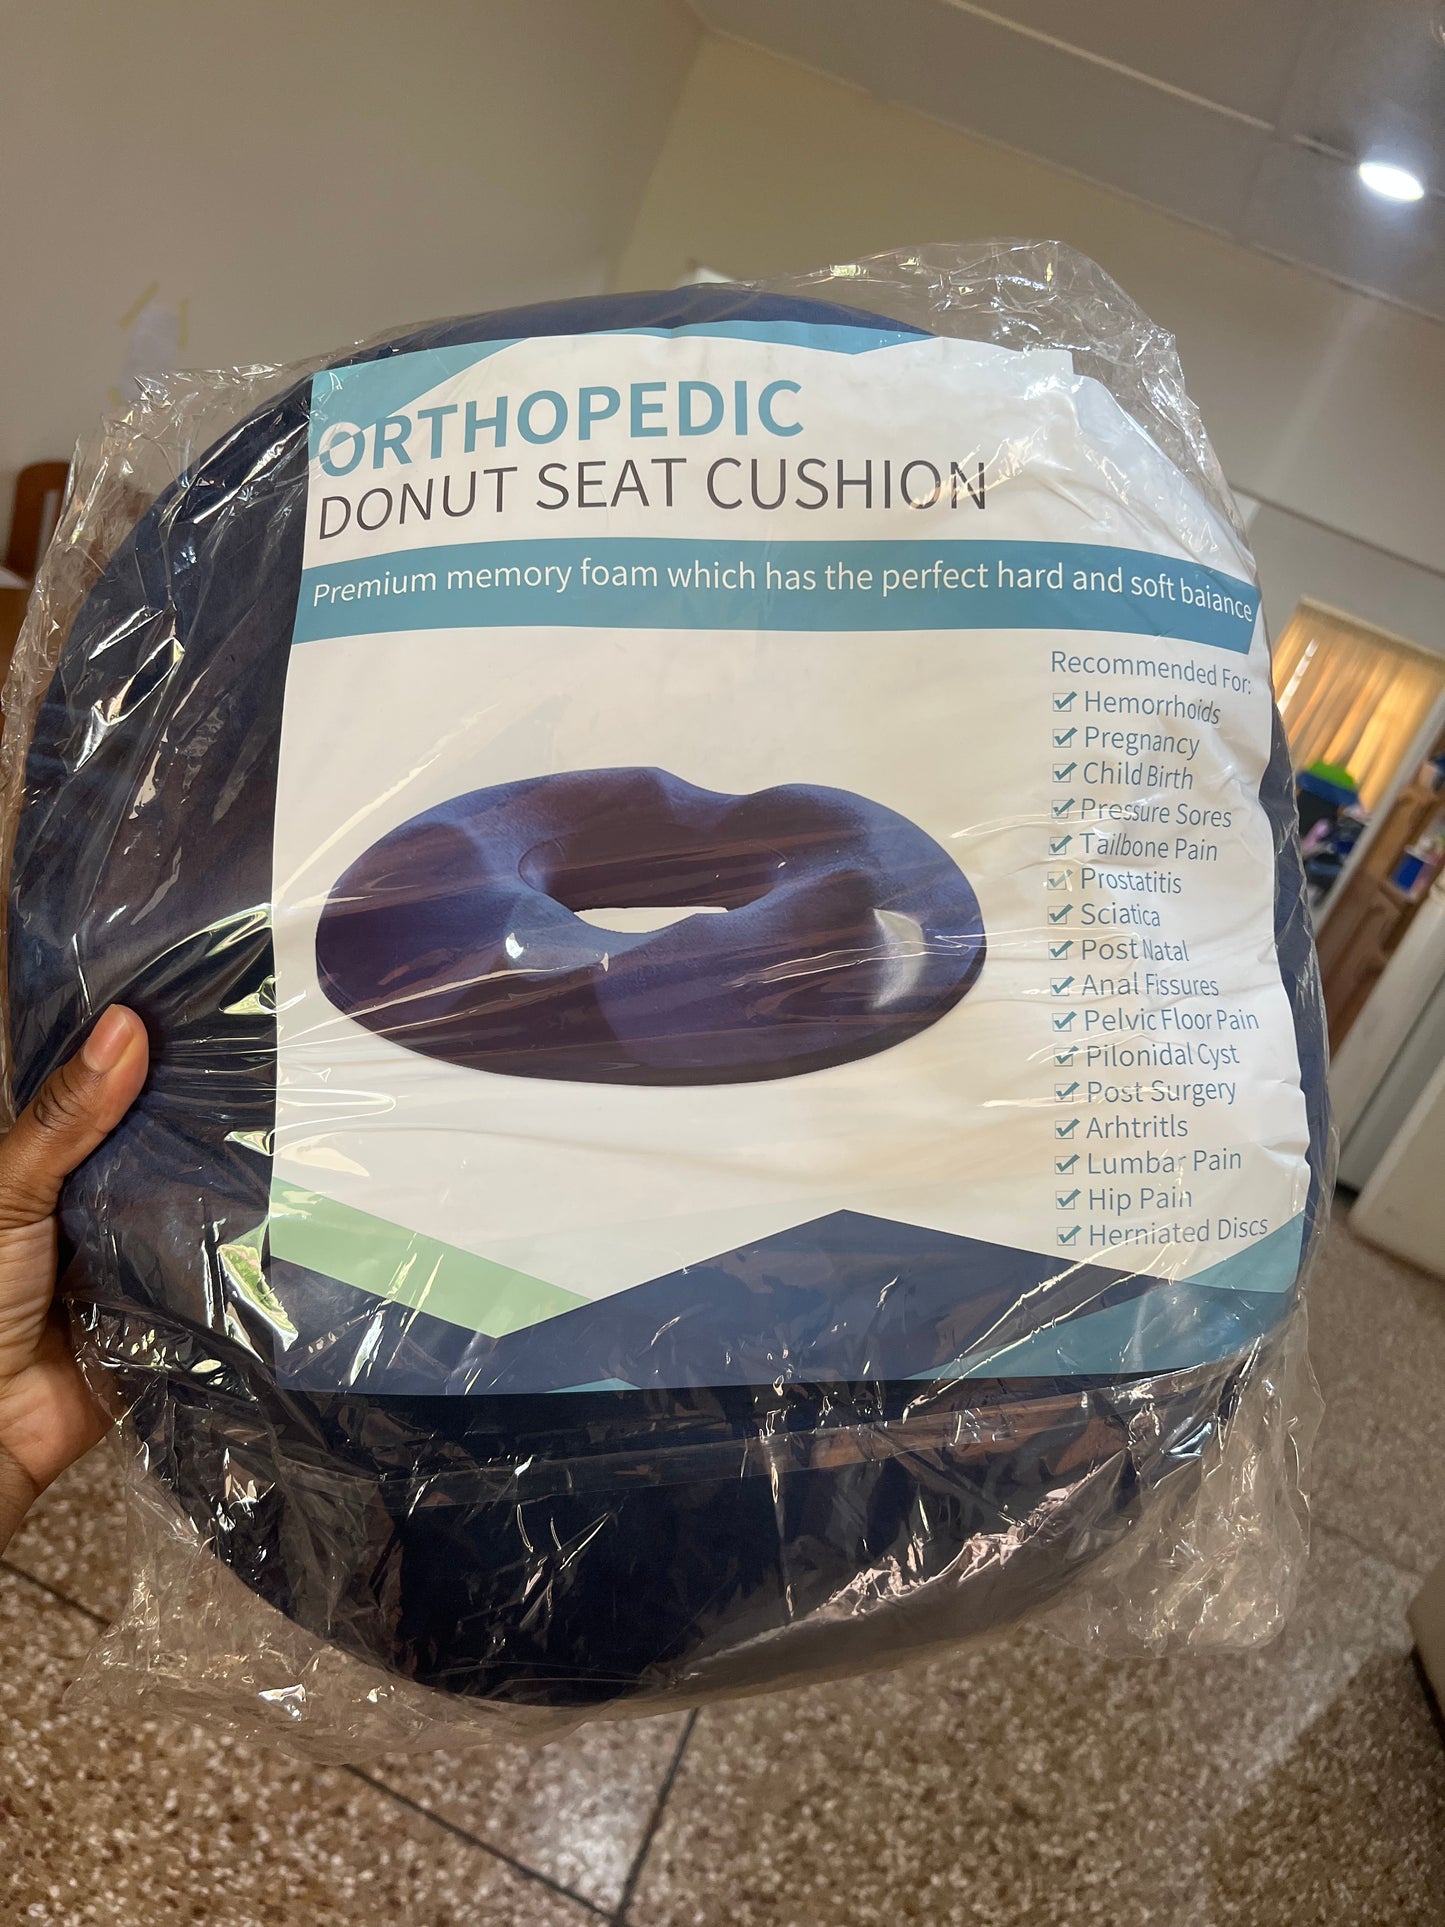 ORTHOPEDIC
DONUT SEAT CUSHION
Premium memory foam which has the perfect hard and soft baiance
Recommended For:
Hemorrhoids
Pregnancy
Child Birth
Pressure Sores
Tailbone Pain
Prostatitis
Sciatica
Post Natal
Anal Fissures
Pelvic Floor Pain
Pilonidal Cyst
Post Surgery
Arhtritls
Lumbar Pain
Hip Pain
Herniated Discs